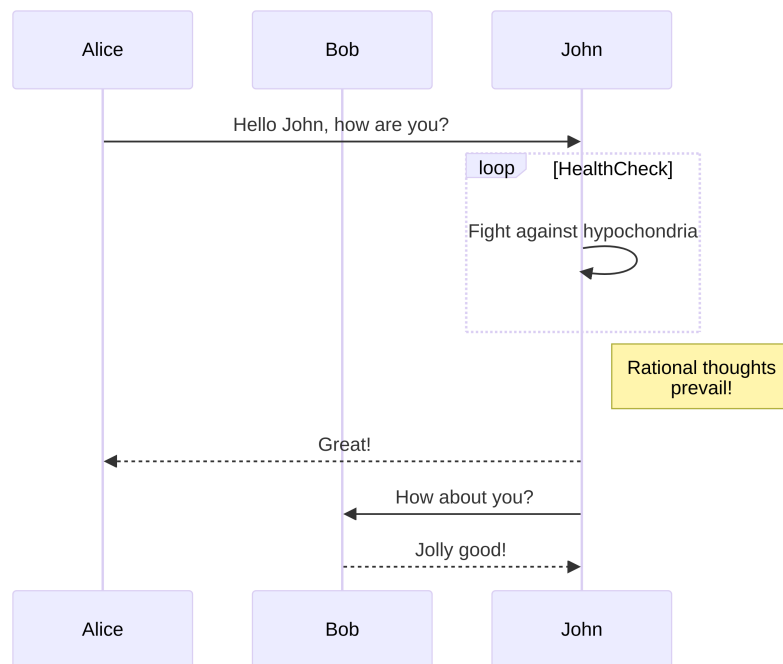 Alice
Bob
John
Hello John, how are you?
loop
[HealthCheck]
Fight against hypochondria
Rational thoughts
prevail!
Great!
How about you?
Jolly good!
Alice
Bob
John